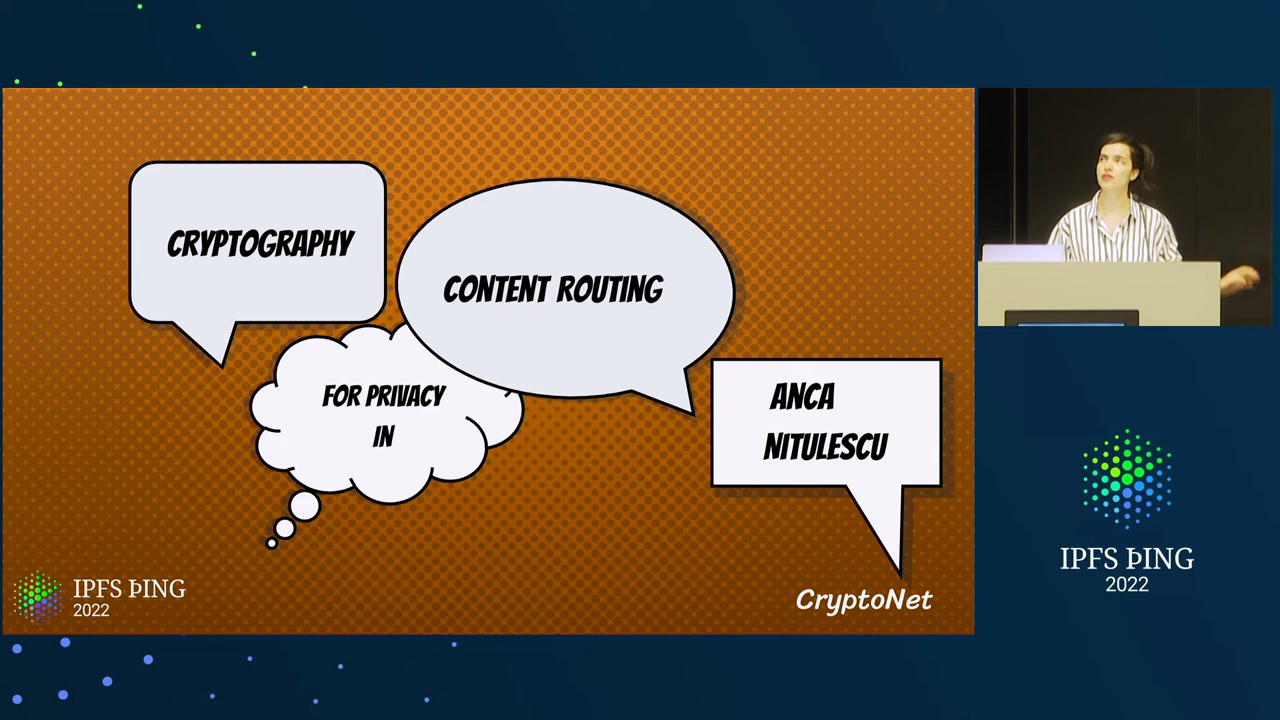 CRYPTOGRAPHY
FOR PRIVACY
IN
CONTENT ROUTING
ANCA
NITULESCU
CryptoNet
IPFS ÞING
2022
IPFS ÞING
2022